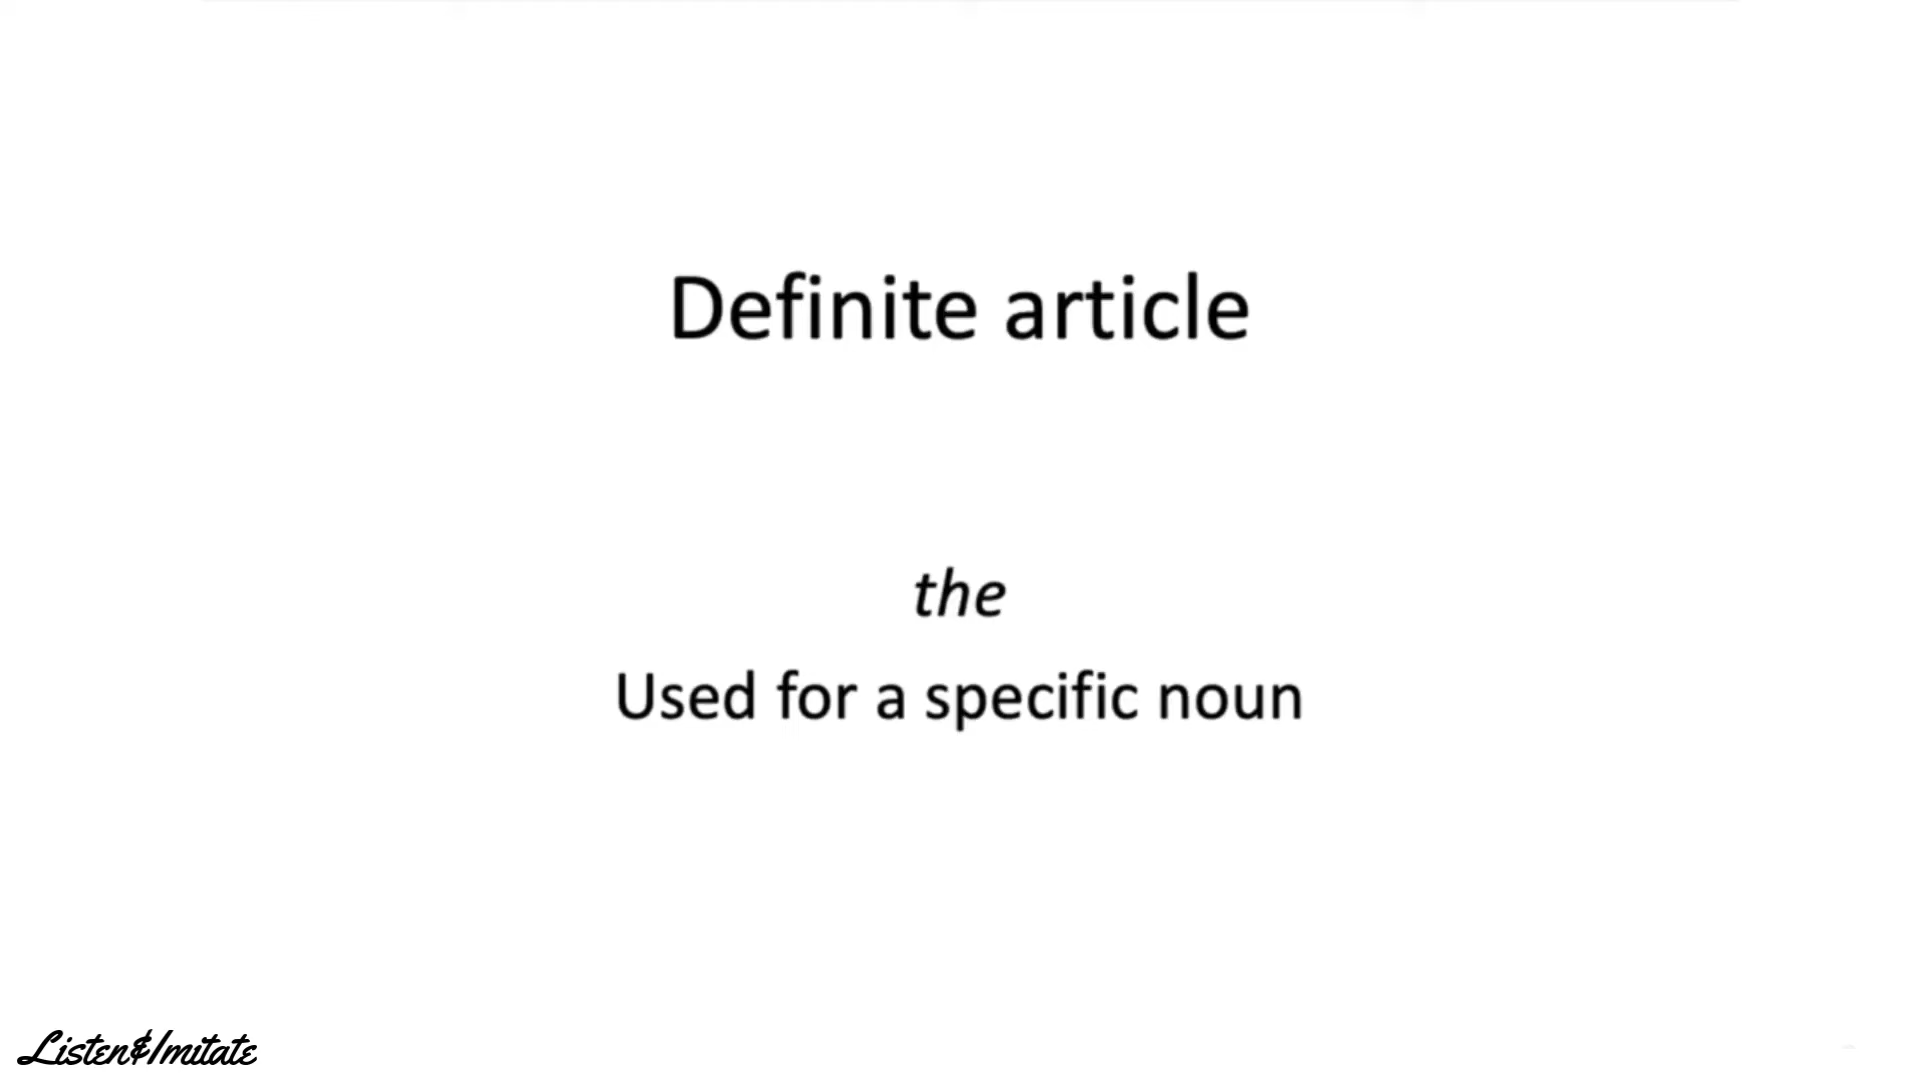 Definite article
the
Used for a specific noun
Listen&Imitate